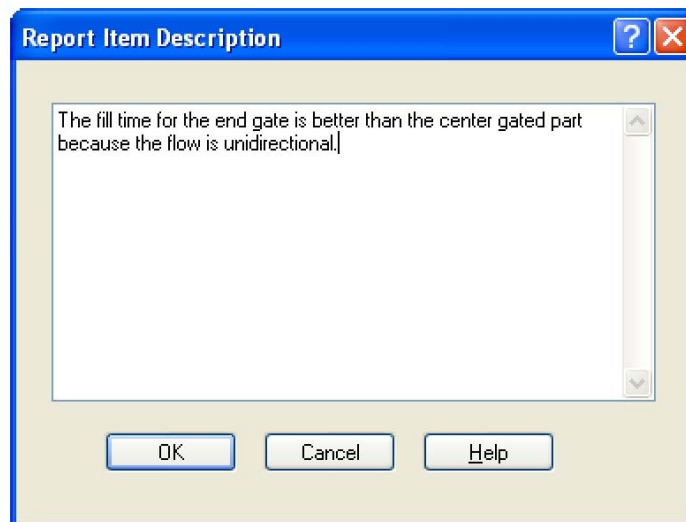 Report Item Description
?
The fill time for the end gate is better than the center gated part
because the flow is unidirectional.
OK
Cancel
Help